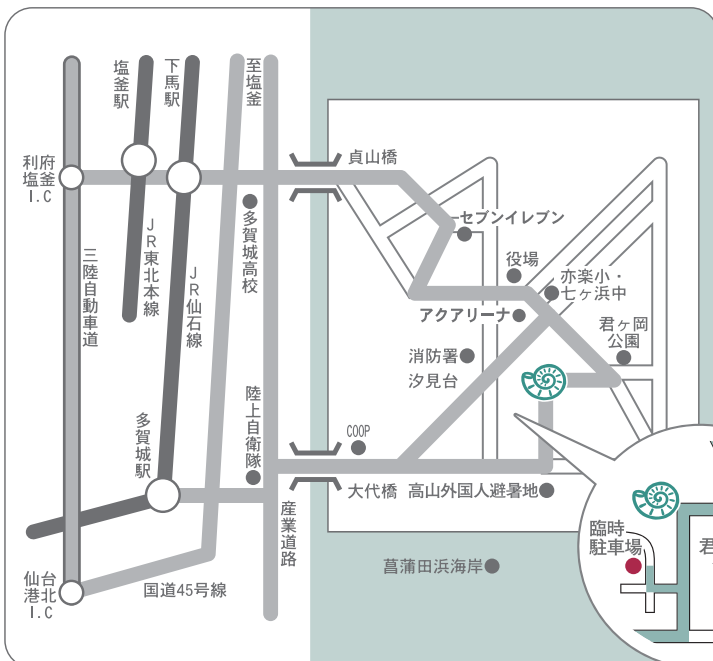 塩釜駅
下馬駅
至塩釜
利府
塩釜
I.C
貞山橋
セブンイレブン
多賀城高校
役場
亦楽小・
七ヶ浜中
JR東北本線
JR仙石線
三陸自動車道
アクアリーナ
君ヶ岡
公園
消防署
汐見台
陸上自衛隊
多賀城駅
COOP
大代橋
高山外国人避暑地
産業道路
臨時
駐車場
君
菖蒲田浜海岸
仙台
港北
I.C
国道45号線